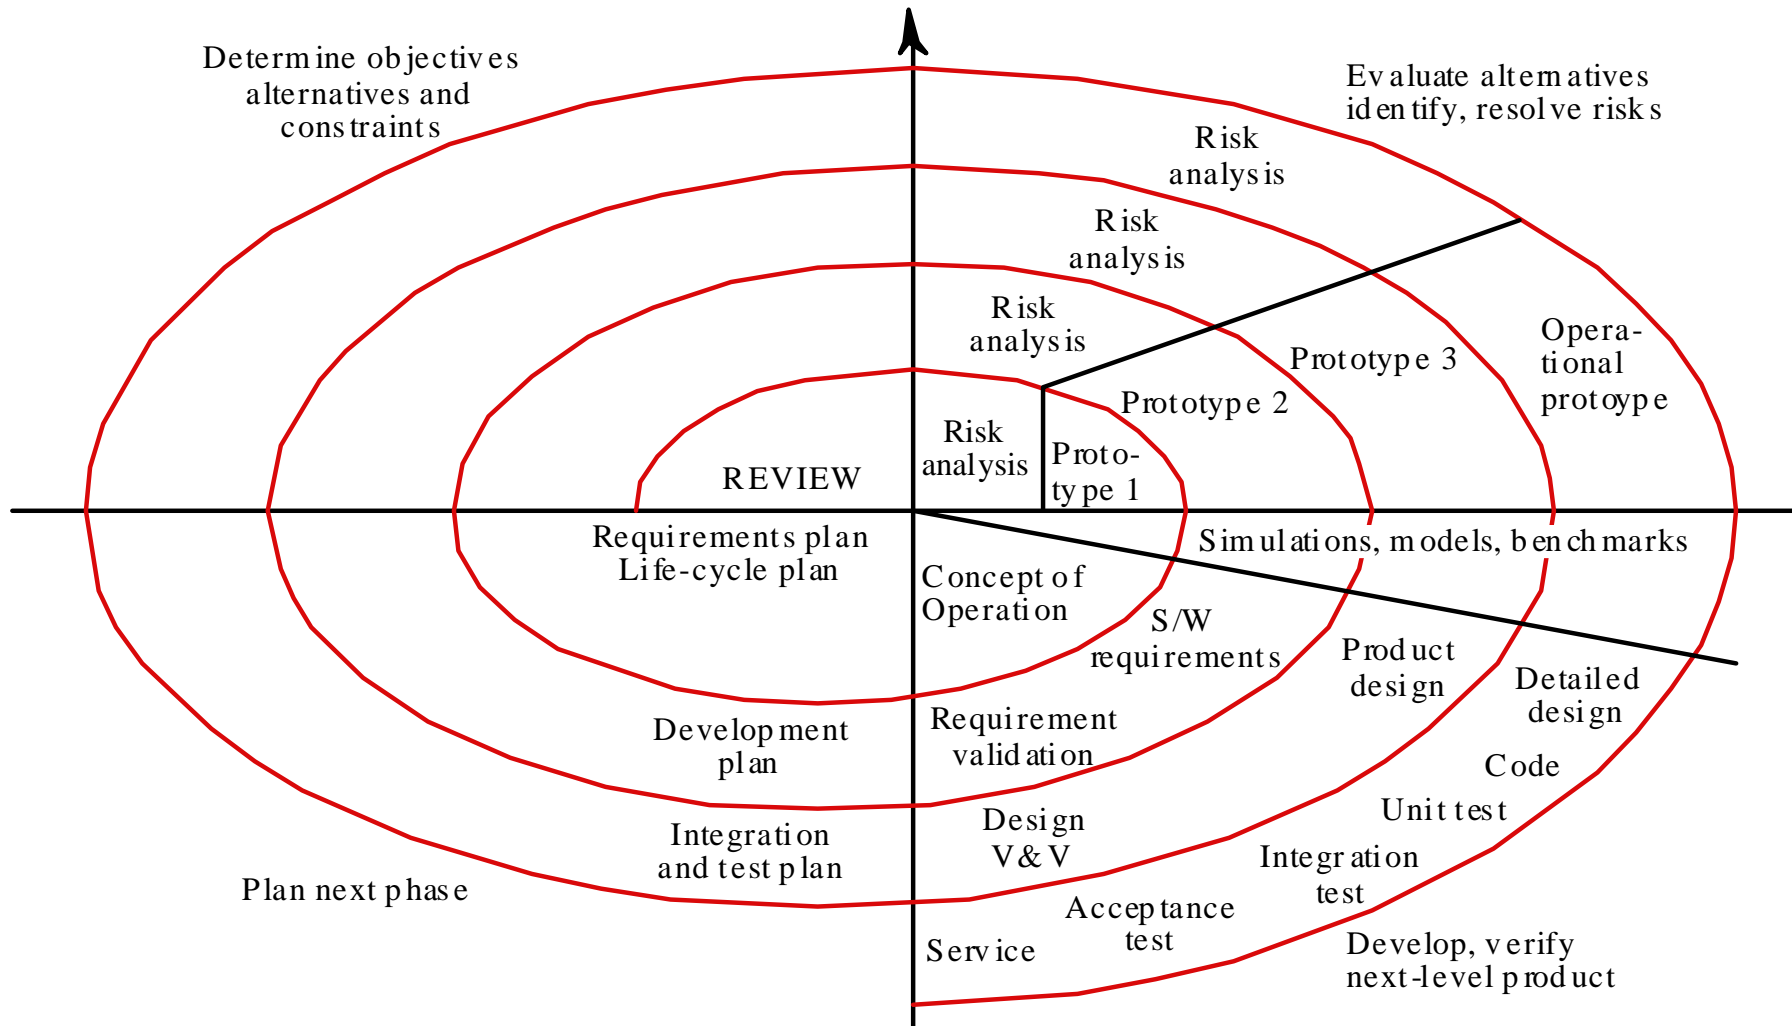 Determine objectives
alternatives and
constraints
Evaluate alternatives
identify, resolve risks
Risk
analysis
Risk
analysis
Risk
analysis
Risk
analysis
Proto-
type 1
Prototype 2
Prototype 3
Opera-
tional
protoype
REVIEW
Requirements plan
Life-cycle plan
Simulations, models, benchmarks
Concept of
Operation
S/W
requirements
Product
design
Detailed
design
Development
plan
Requirement
validation
Code
Unit test
Integration
and test plan
Design
V&V
Integration
test
Plan next phase
Acceptance
test
Service
Develop, verify
next-level product